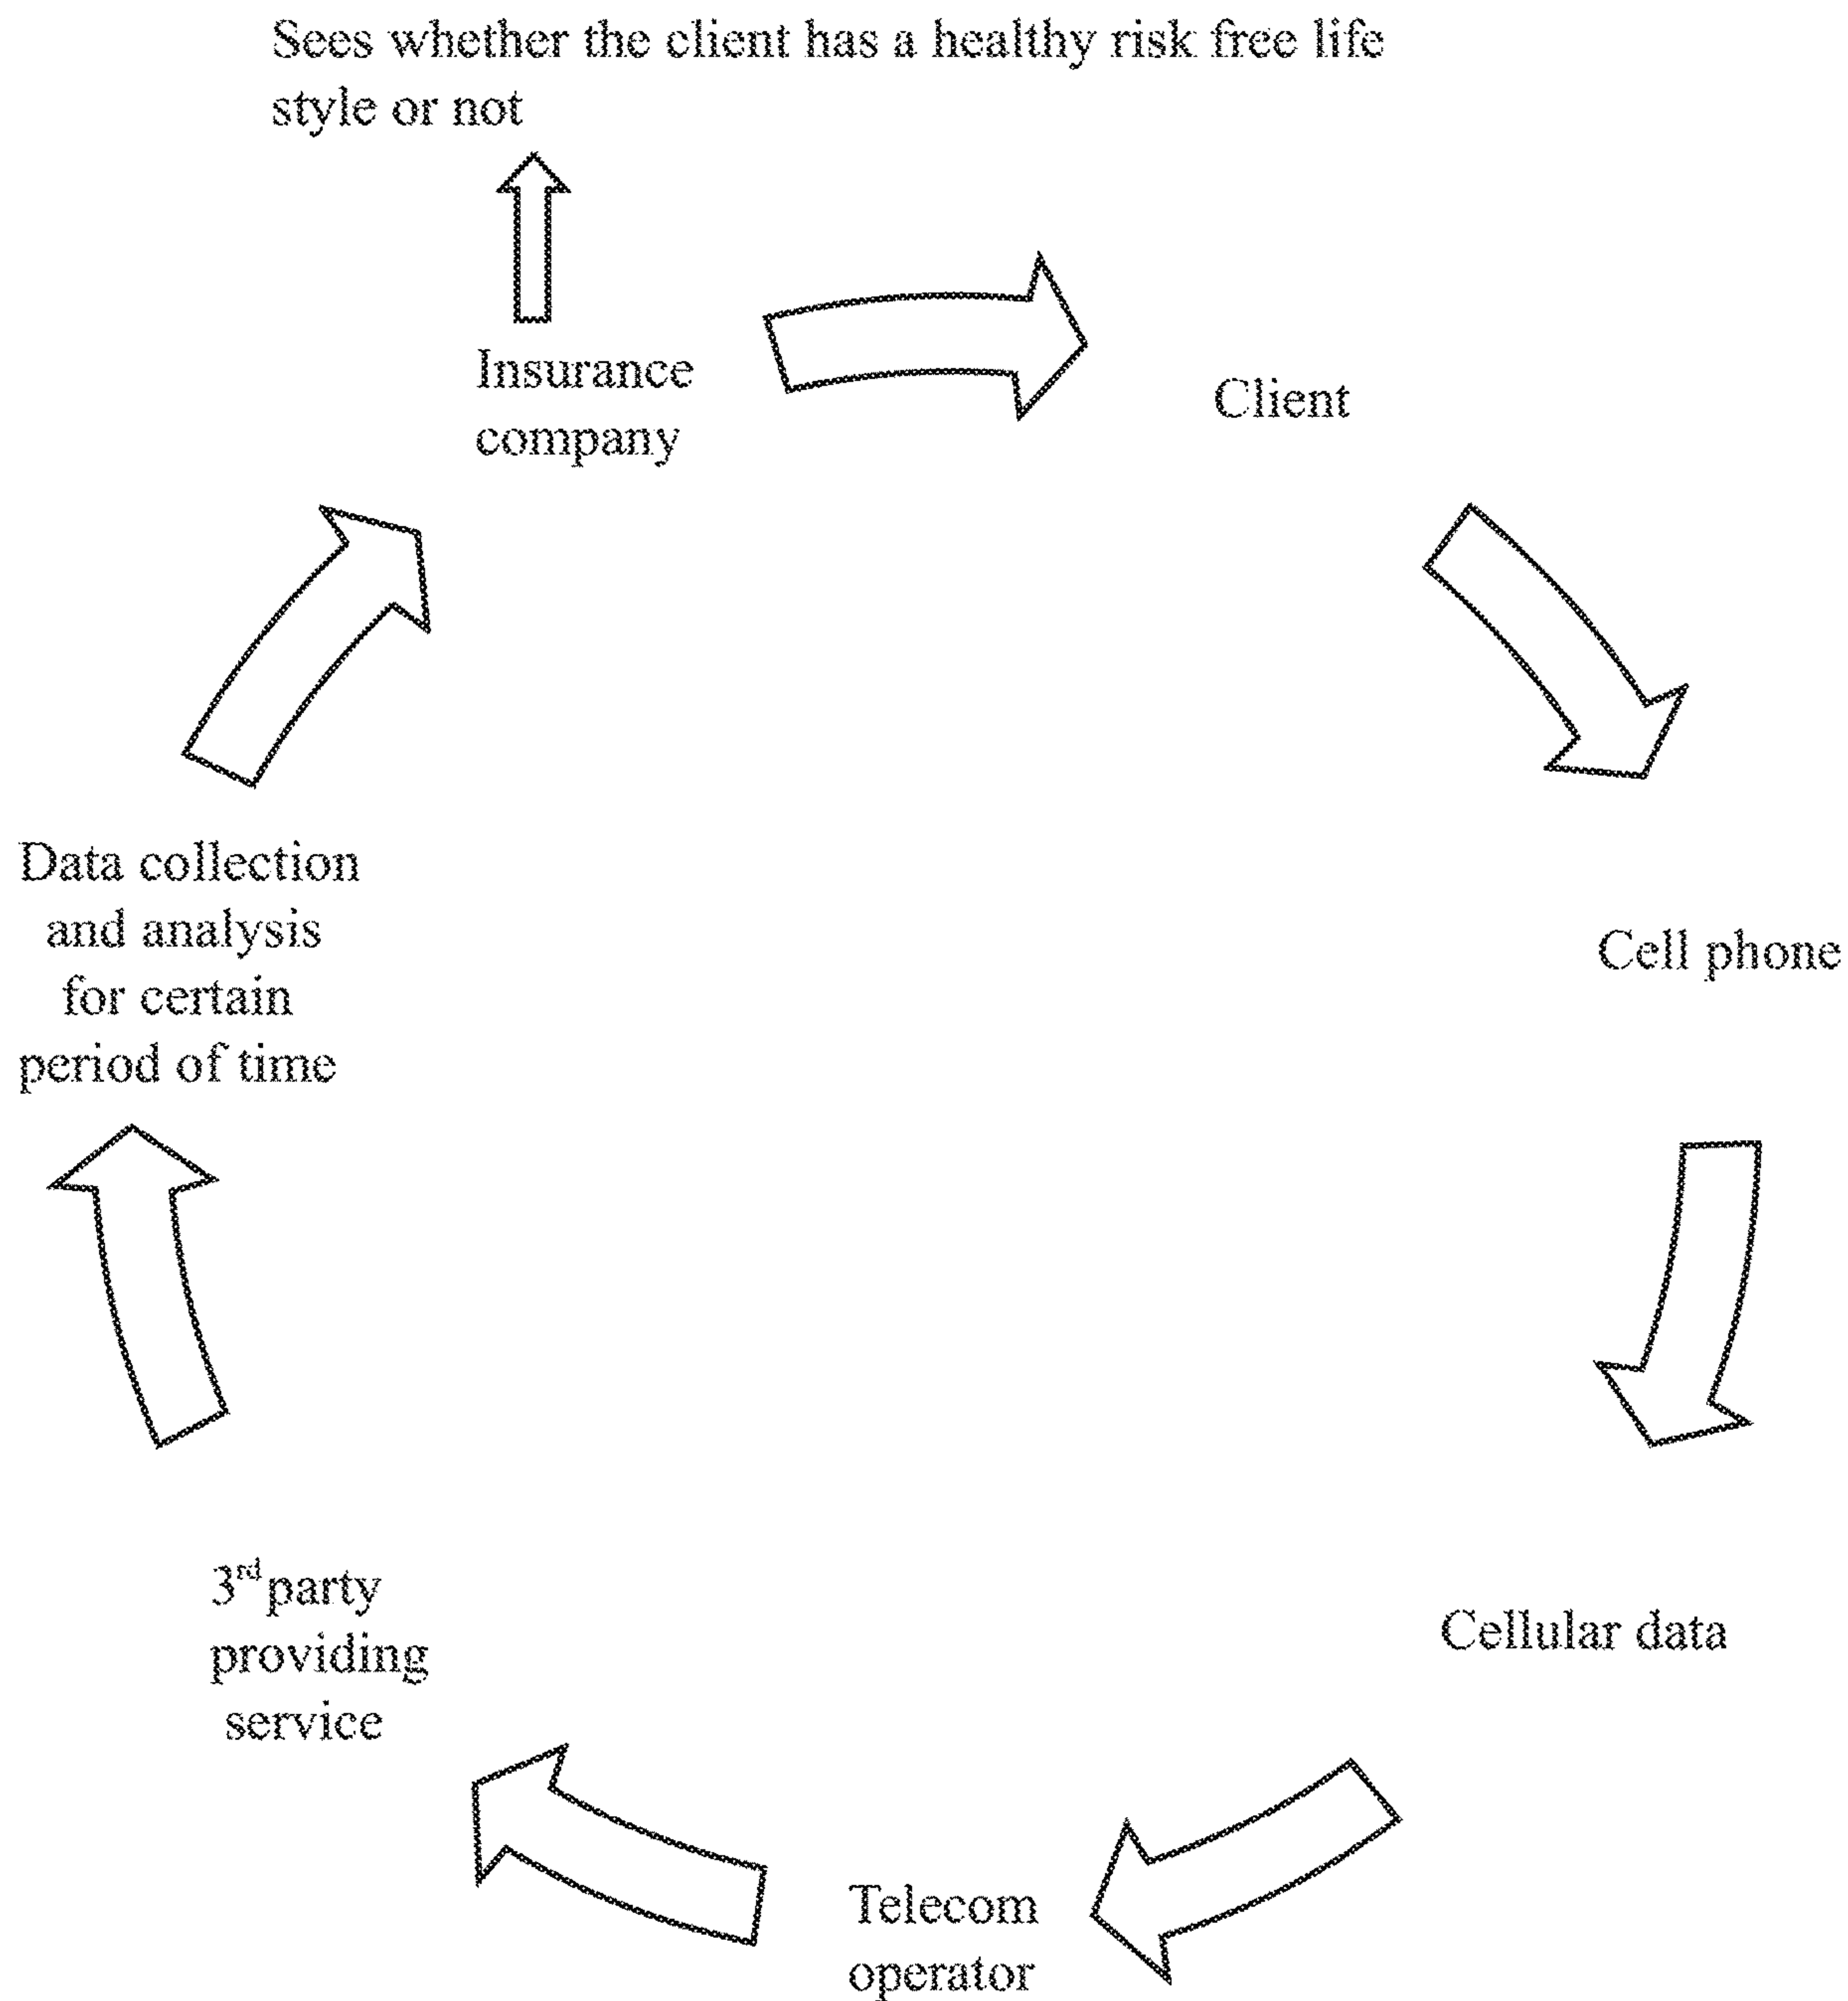 Sees whether the client has a healthy risk free life
style or not
Insurance
company
Client
Cell phone
Cellular data
Telecom
operator
3rd party
providing
service
Data collection
and analysis
for certain
period of time